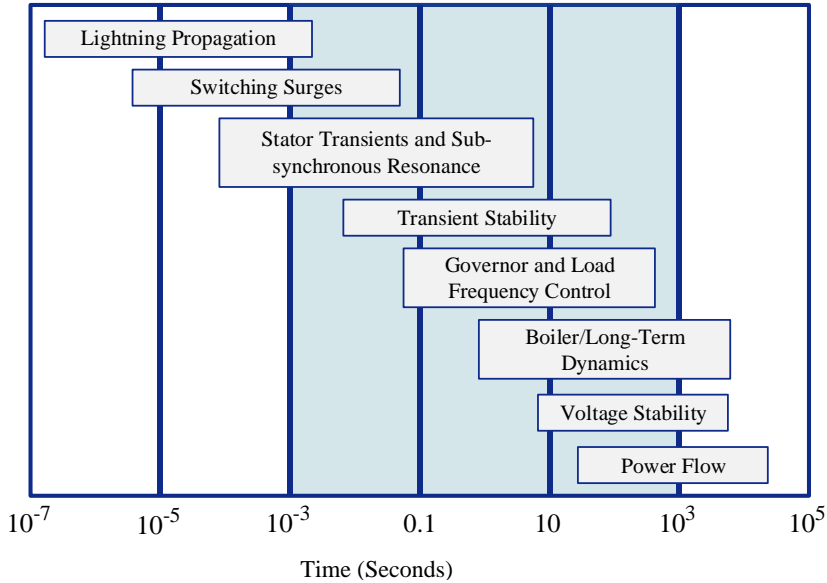 Lightning Propagation
Switching Surges
Stator Transients and Sub-
synchronous Resonance
Transient Stability
Governor and Load
Frequency Control
Boiler/Long-Term
Dynamics
Voltage Stability
Power Flow
10⁻⁷ 10⁻⁵ 10⁻³ 0.1 10 10³ 10⁵
Time (Seconds)